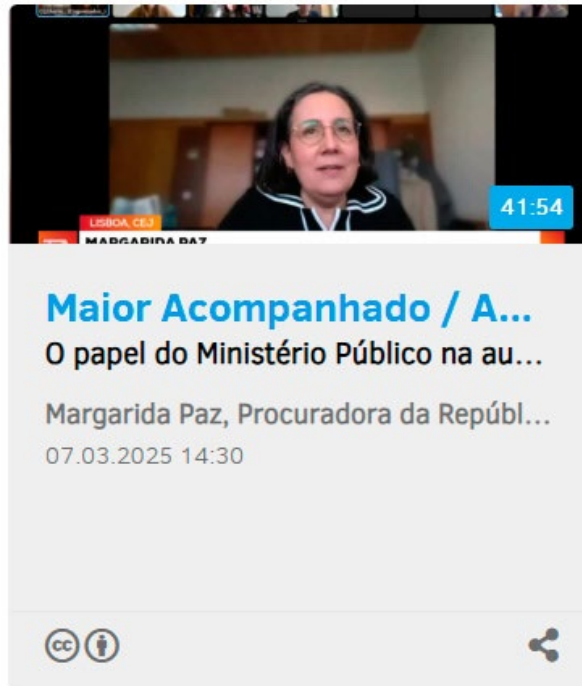 LISBOA, CEJ
MARGARIDA PAZ
41:54
Maior Acompanhado / A...
O papel do Ministério Público na au...
Margarida Paz, Procuradora da Repúbl...
07.03.2025 14:30
cc